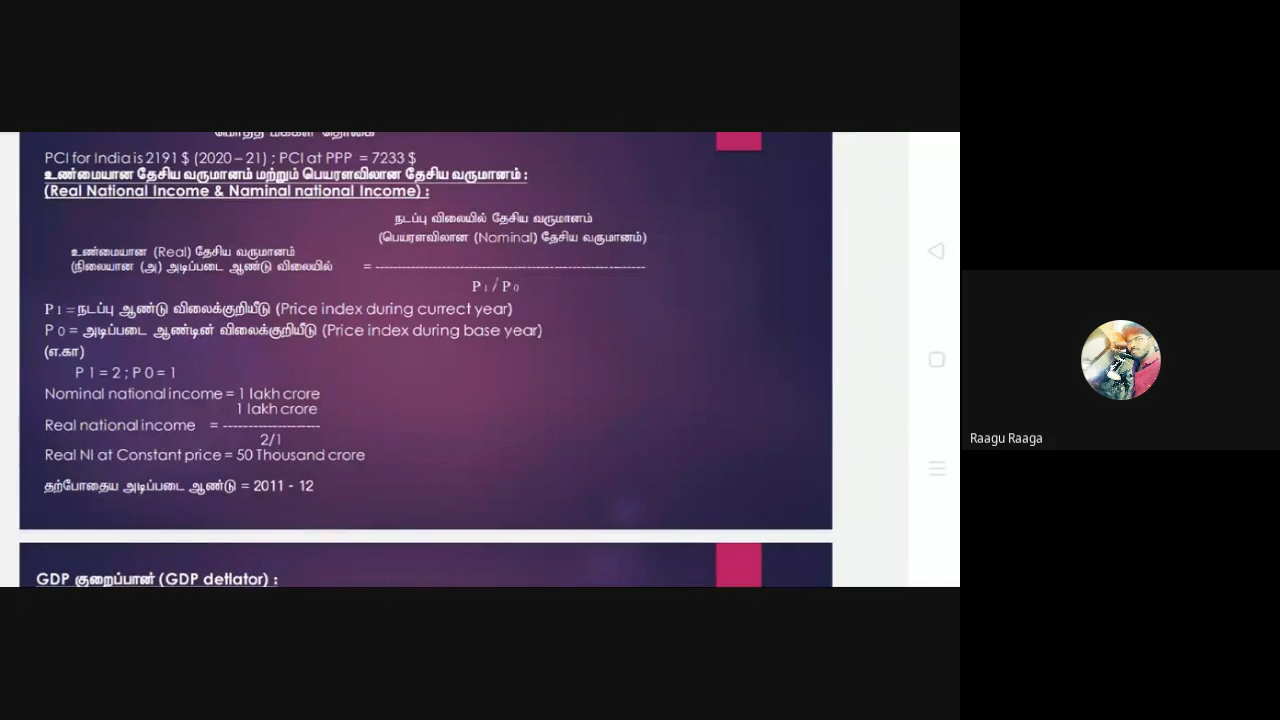 மொத்த மக்கள் தொகை
PCI for India is 2191 $ (2020 – 21) ; PCI at PPP = 7233 $
உண்மையான தேசிய வருமானம் மற்றும் பெயரளவிலான தேசிய வருமானம் :
(Real National Income & Naminal national Income) :
நடப்பு விலையில் தேசிய வருமானம்
(பெயரளவிலான (Nominal) தேசிய வருமானம்)
உண்மையான (Real) தேசிய வருமானம்
(நிலையான (அ) அடிப்படை ஆண்டு விலையில் = --------------------------------------------------
P 1 / P 0
P 1 = நடப்பு ஆண்டு விலைக்குறியீடு (Price index during currect year)
P 0 = அடிப்படை ஆண்டின் விலைக்குறியீடு (Price index during base year)
(எ.கா)
P 1 = 2 ; P 0 = 1
Nominal national income = 1 lakh crore
1 lakh crore
Real national income = --------------------
2/1
Real NI at Constant price = 50 Thousand crore
தற்போதைய அடிப்படை ஆண்டு = 2011 - 12
GDP குறைப்பான் (GDP deflator) :
Raagu Raaga